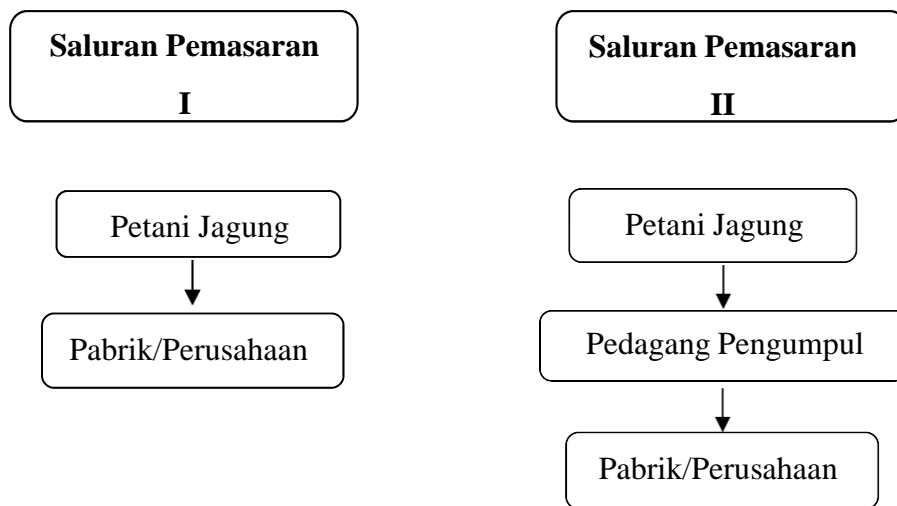 Saluran Pemasaran
I
Petani Jagung
Pabrik/Perusahaan
Saluran Pemasaran
II
Petani Jagung
Pedagang Pengumpul
Pabrik/Perusahaan